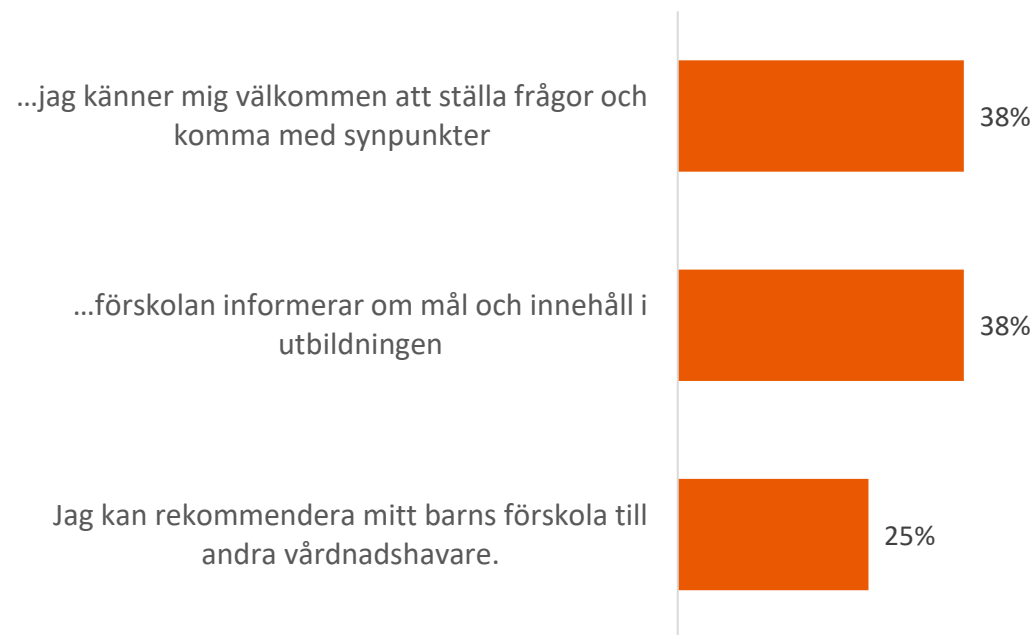 …jag känner mig välkommen att ställa frågor och
komma med synpunkter
38%
…förskolan informerar om mål och innehåll i
utbildningen
38%
Jag kan rekommendera mitt barns förskola till
andra vårdnadshavare.
25%